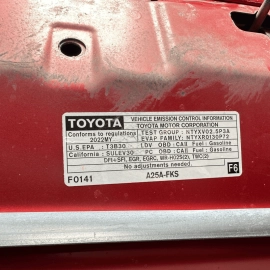 TOYOTA
VEHICLE EMISSION CONTROL INFORMATION
TOYOTA MOTOR CORPORATION
Conforms to regulations
2022MY
TEST GROUP : NTYXV02.5P3A
EVAP FAMILY : NTYXR0130P72
U.S.EPA : T3B30 LDV OBD :CAII Fuel : Gasoline
California : SULEV30 PC OBD :CAII Fuel : Gasoline
DFI+SFI, EGR, EGRC, WR-HO2S(2), TWC(2)
No adjustments needed.
F0141
A25A-FKS
F6